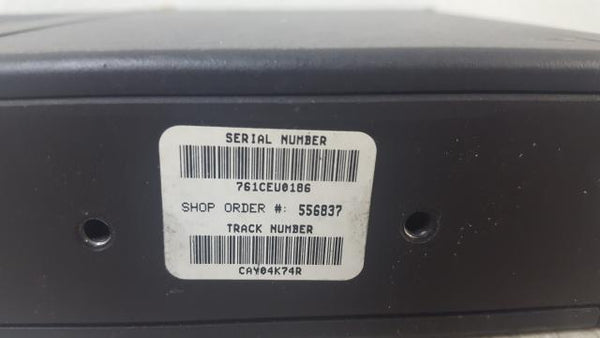 SERIAL NUMBER
761CEU0186
SHOP ORDER #: 556837
TRACK NUMBER
CAY04K74R